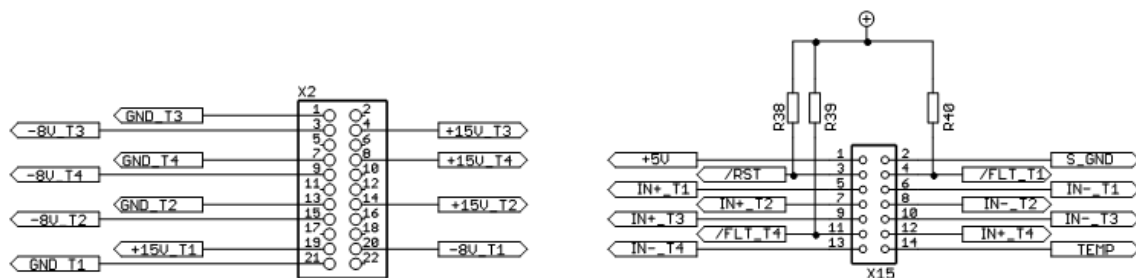 X2
GND_T3 1 2
-8V_T3 3 4 +15V_T3
5 6
GND_T4 7 8 +15V_T4
-8V_T4 9 10
11 12
GND_T2 13 14 +15V_T2
-8V_T2 15 16
17 18
+15V_T1 19 20 -8V_T1
GND_T1 21 22
R38 R39 R40
+5V 1 2 S_GND
/RST 3 4 /FLT_T1
IN+_T1 5 6 IN-_T1
IN+_T2 7 8 IN-_T2
IN+_T3 9 10 IN-_T3
/FLT_T4 11 12 IN+_T4
IN-_T4 13 14 TEMP
X15